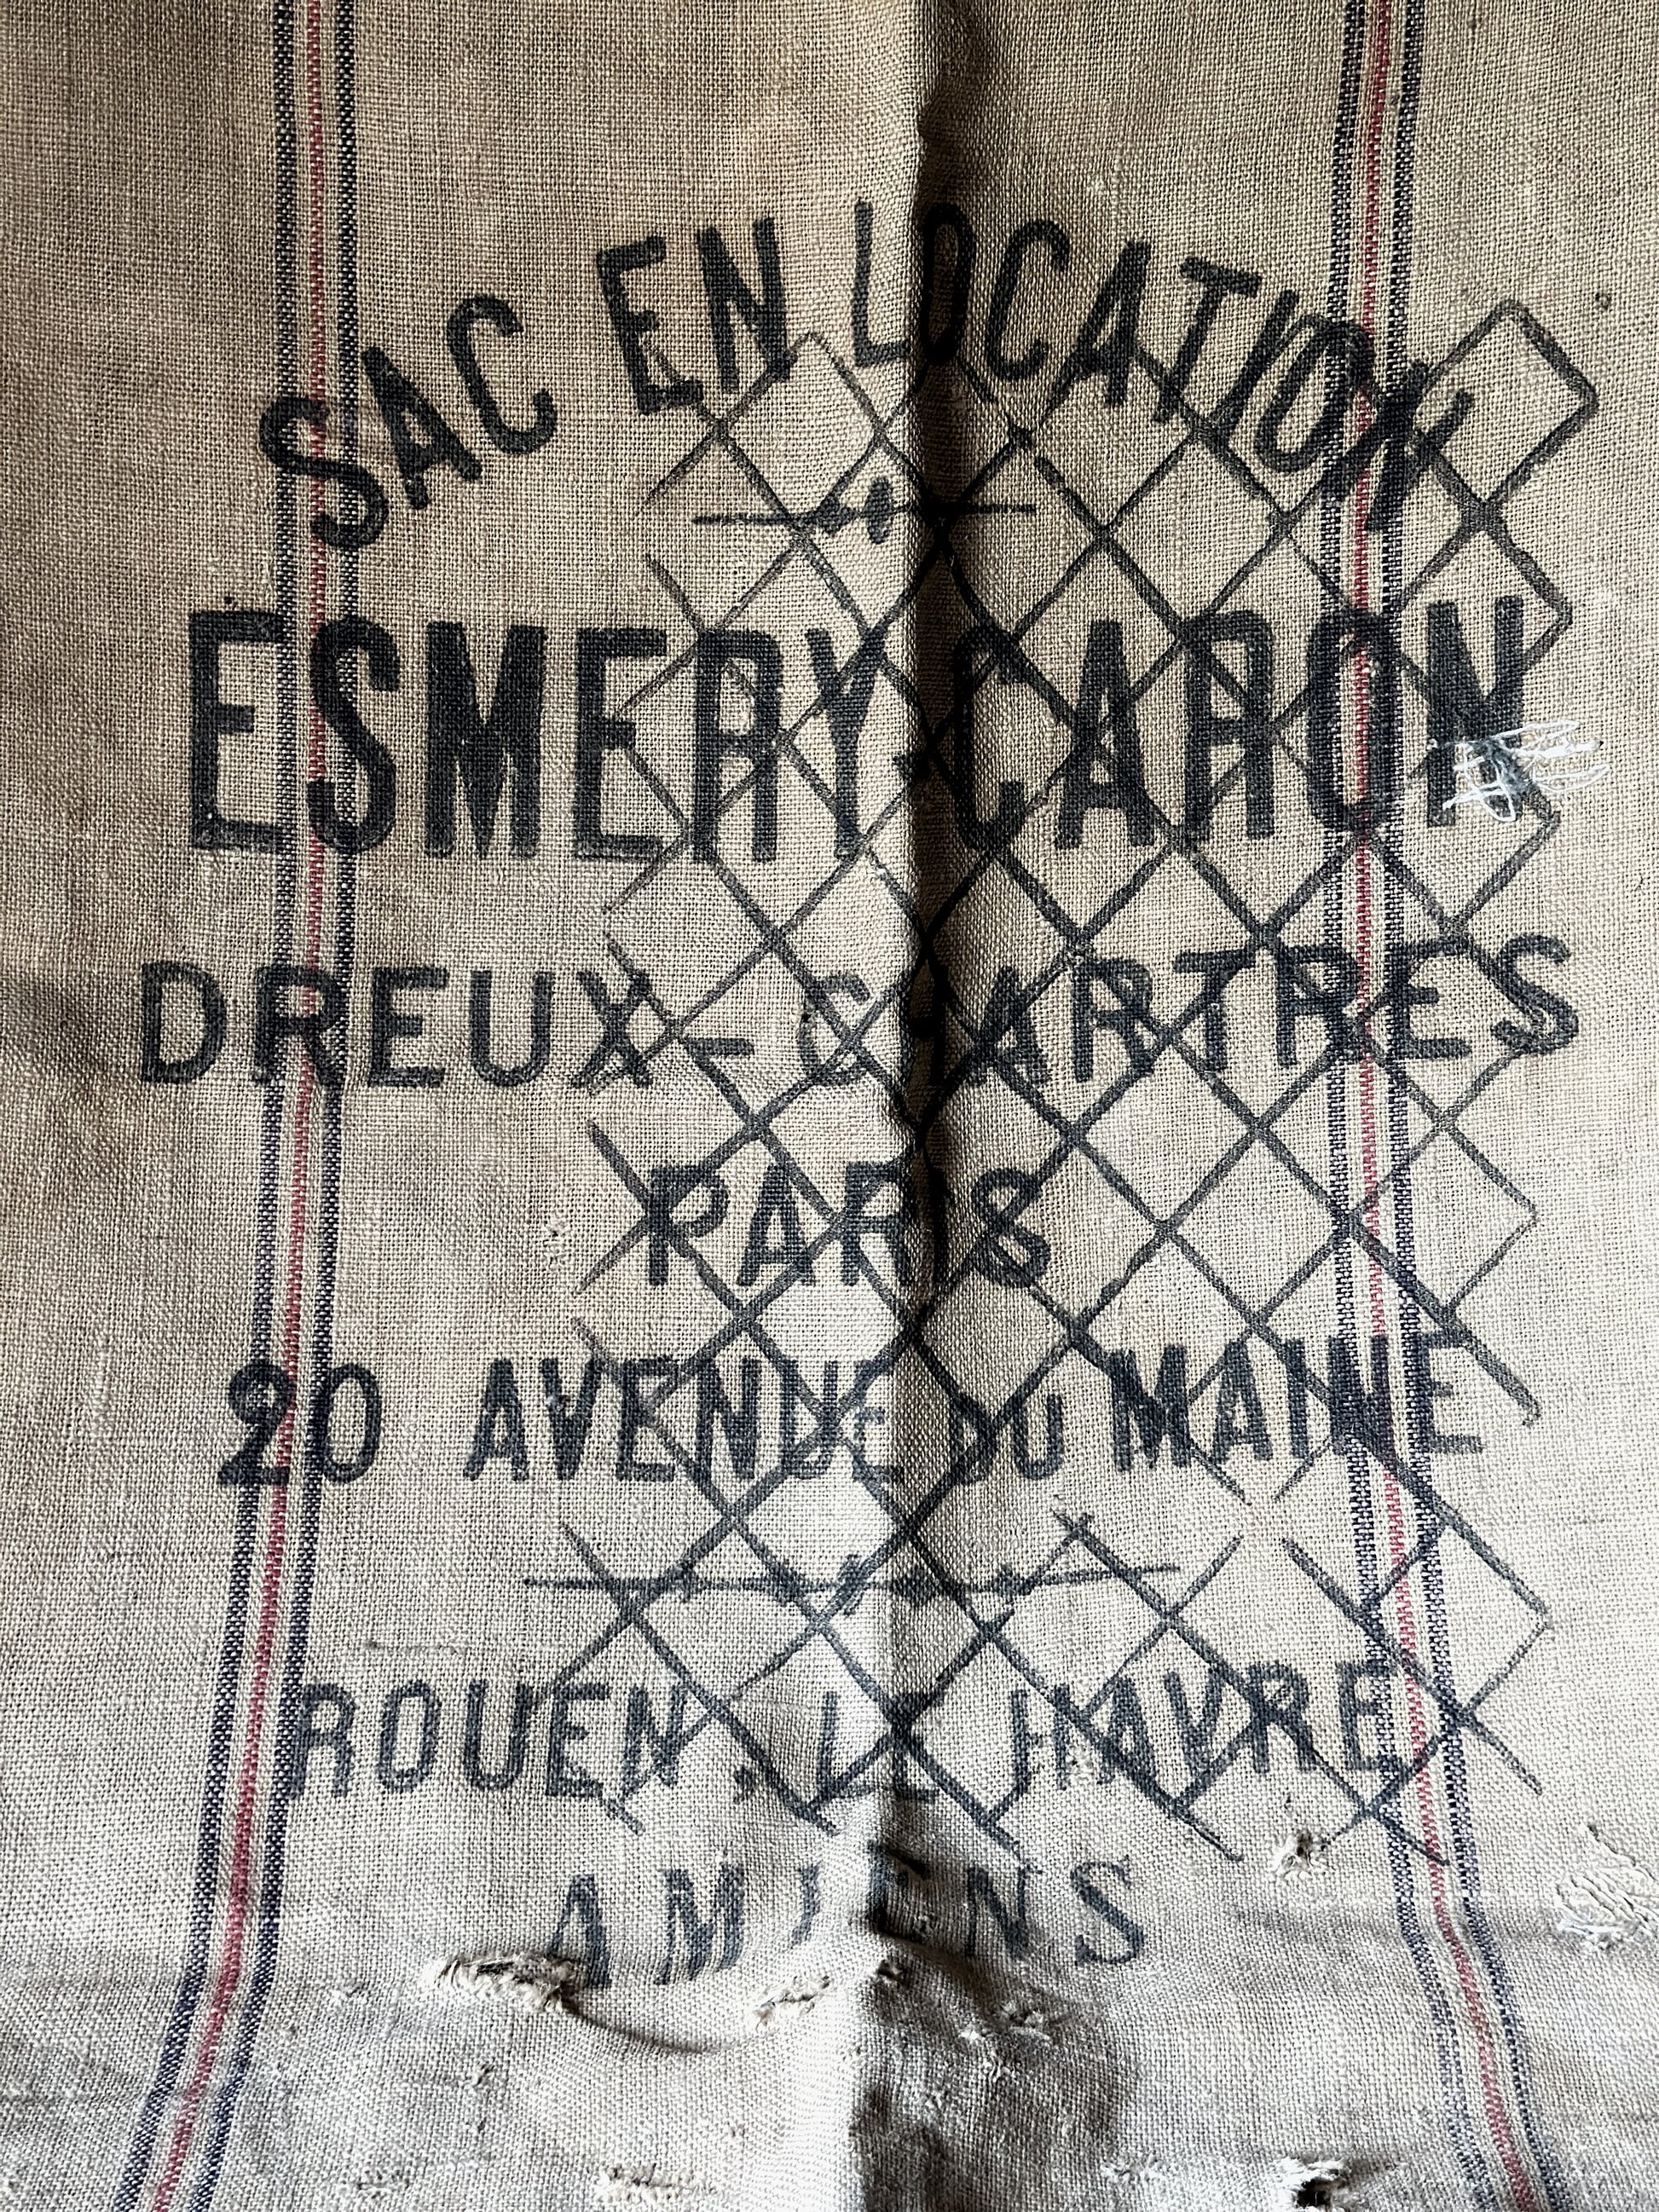 SAC EN LOCATION
ESMERY.CARON
DREUX-CHARTRES
PARIS
20 AVENUE DU MAINE
ROUEN. LE HAVRE
AMIENS